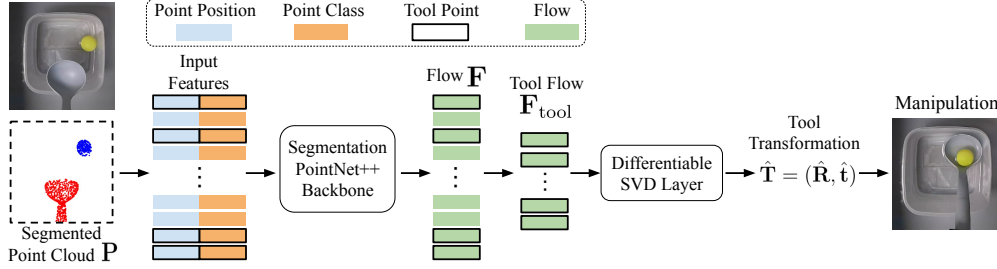 Point Position
Point Class
Tool Point
Flow
Input
Features
Flow F
Tool Flow
F_tool
Manipulation
Segmentation
PointNet++
Backbone
Differentiable
SVD Layer
Tool
Transformation
T̂ = (R̂, t̂)
Segmented
Point Cloud P